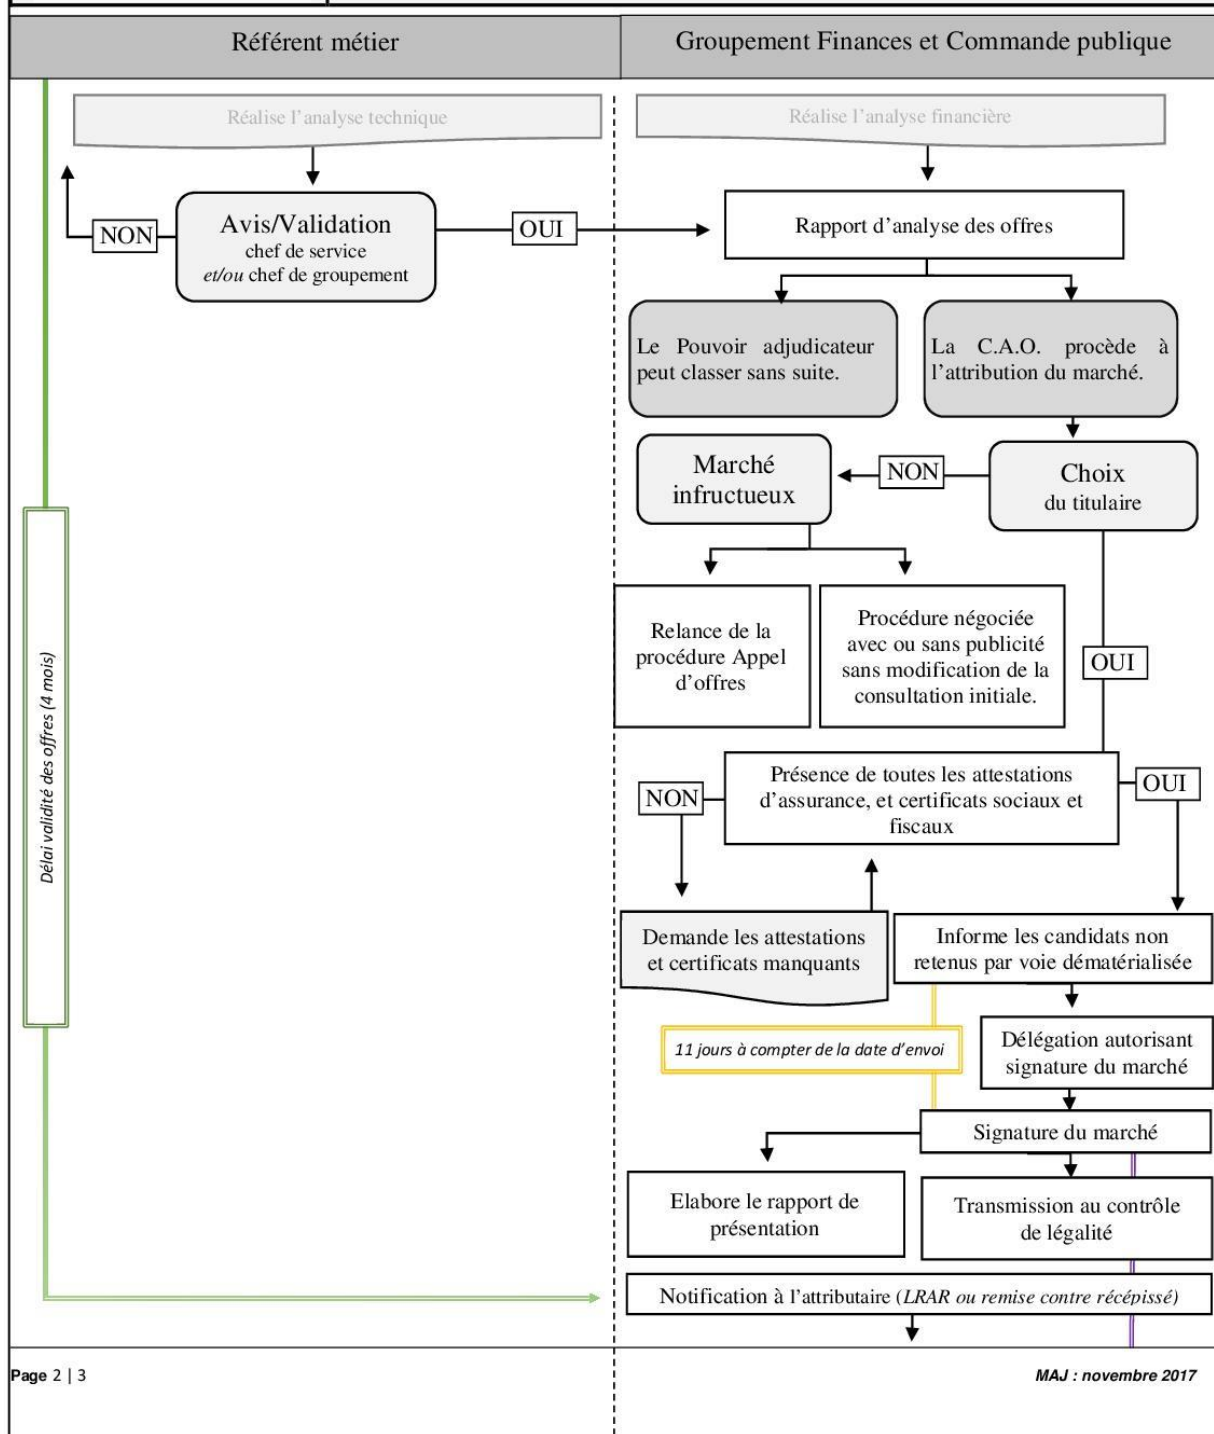 Référent métier
Groupement Finances et Commande publique
Réalise l'analyse technique
Réalise l'analyse financière
NON
Avis/Validation
chef de service
et/ou chef de groupement
OUI
Rapport d'analyse des offres
Le Pouvoir adjudicateur
peut classer sans suite.
La C.A.O. procède à
l'attribution du marché.
Marché
infructueux
NON
Choix
du titulaire
Relance de la
procédure Appel
d'offres
Procédure négociée
avec ou sans publicité
sans modification de la
consultation initiale.
OUI
Délai validité des offres (4 mois)
NON
Présence de toutes les attestations
d'assurance, et certificats sociaux et
fiscaux
OUI
Demande les attestations
et certificats manquants
Informe les candidats non
retenus par voie dématérialisée
11 jours à compter de la date d'envoi
Délégation autorisant
signature du marché
Signature du marché
Elabore le rapport de
présentation
Transmission au contrôle
de légalité
Notification à l'attributaire (LRAR ou remise contre récépissé)
Page 2 | 3
MAJ : novembre 2017